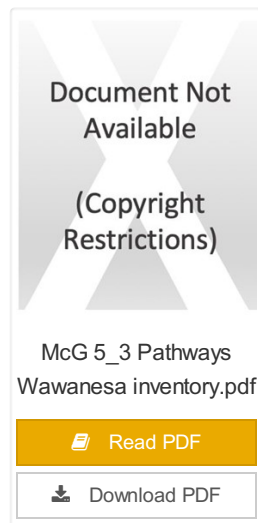 Document Not
Available
(Copyright
Restrictions)
McG 5_3 Pathways
Wawanesa inventory.pdf
Read PDF
Download PDF